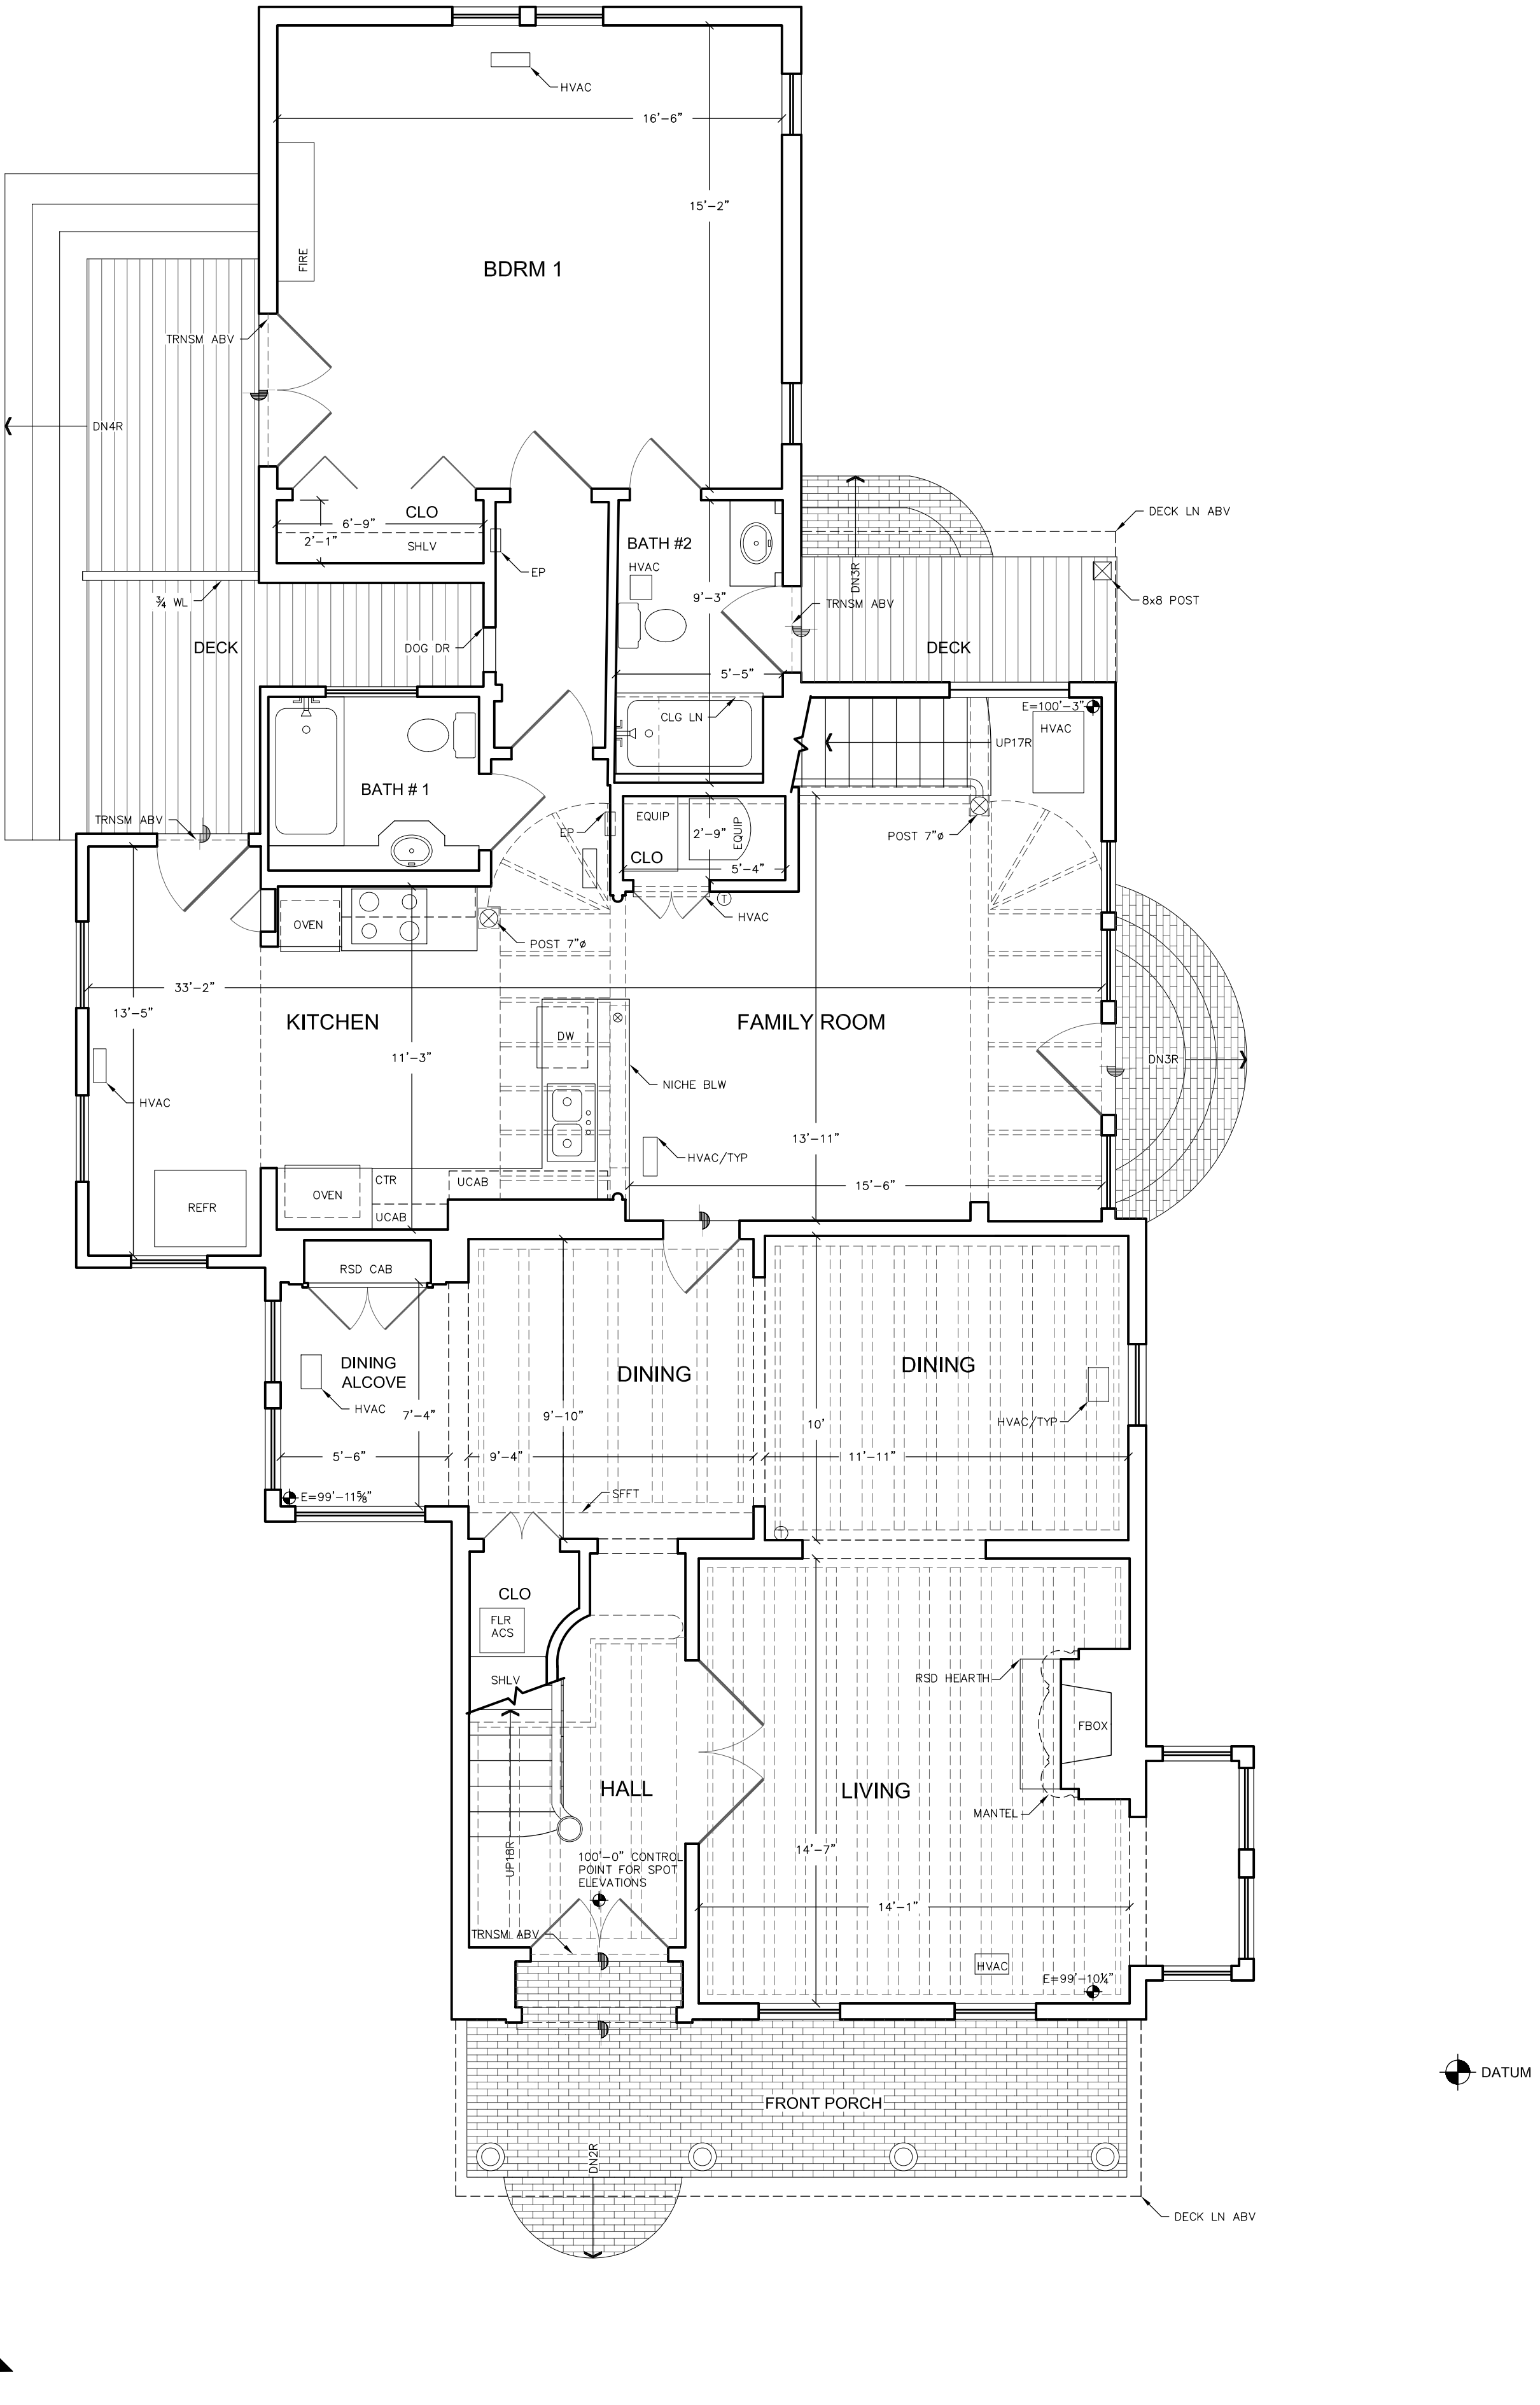 HVAC
16'-6"
15'-2"
FIRE
BDRM 1
TRNSM ABV
DN4R
CLO
6'-9"
2'-1"
SHLV
EP
BATH #2
HVAC
9'-3"
DN3R
DECK LN ABV
8x8 POST
TRNSM ABV
¾ WL
DECK
DOG DR
DECK
5'-5"
CLG LN
E=100'-3"
HVAC
UP17R
BATH # 1
TRNSM ABV
EP
EQUIP
2'-9"
EQUIP
CLO
5'-4"
POST 7"ø
OVEN
T
HVAC
POST 7"ø
33'-2"
13'-5"
KITCHEN
FAMILY ROOM
DW
11'-3"
DN3R
NICHE BLW
HVAC
13'-11"
HVAC/TYP
15'-6"
REFR
OVEN
CTR
UCAB
UCAB
RSD CAB
DINING
ALCOVE
DINING
DINING
HVAC
7'-4"
9'-10"
10'
HVAC/TYP
5'-6"
9'-4"
11'-11"
E=99'-11⅝"
SFFT
T
CLO
FLR
ACS
SHLV
RSD HEARTH
FBOX
HALL
LIVING
MANTEL
UP18R
14'-7"
100'-0" CONTROL
POINT FOR SPOT
ELEVATIONS
14'-1"
TRNSM ABV
HVAC
E=99'-10¼"
DATUM
FRONT PORCH
DN2R
DECK LN ABV